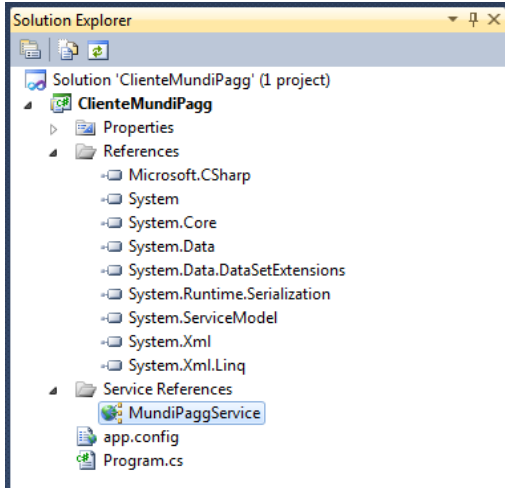 Solution Explorer
Solution 'ClienteMundiPagg' (1 project)
ClienteMundiPagg
Properties
References
Microsoft.CSharp
System
System.Core
System.Data
System.Data.DataSetExtensions
System.Runtime.Serialization
System.ServiceModel
System.Xml
System.Xml.Linq
Service References
MundiPaggService
app.config
Program.cs